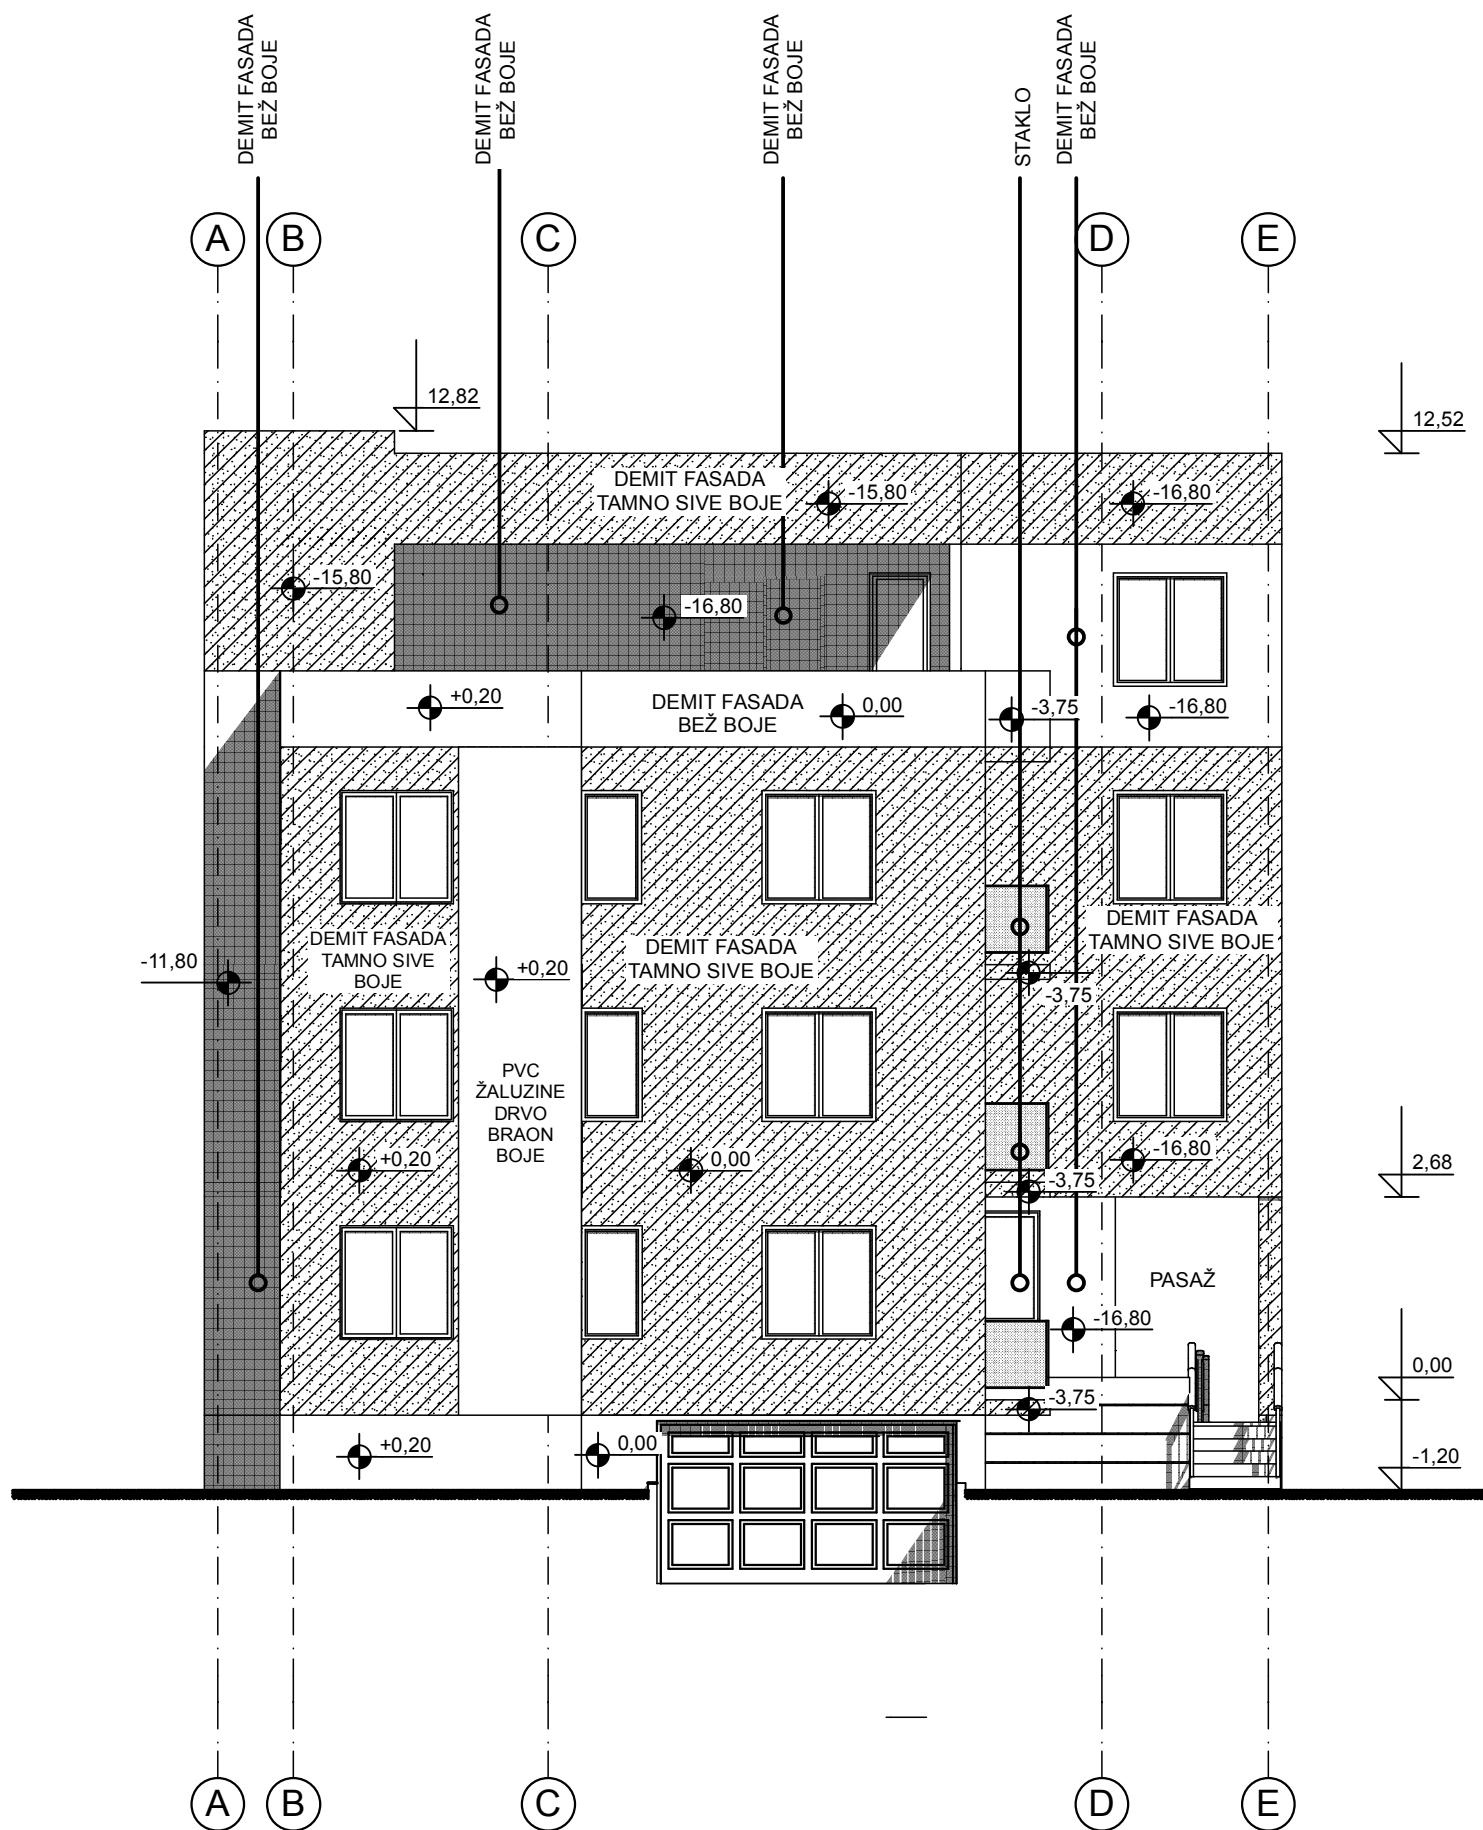 DEMIT FASADA
BEŽ BOJE
DEMIT FASADA
BEŽ BOJE
DEMIT FASADA
BEŽ BOJE
STAKLO
DEMIT FASADA
BEŽ BOJE
A
B
C
D
E
12,82
12,52
DEMIT FASADA
TAMNO SIVE BOJE
-15,80
-16,80
-15,80
-16,80
+0,20
DEMIT FASADA
BEŽ BOJE
0,00
-3,75
-16,80
DEMIT FASADA
TAMNO SIVE BOJE
DEMIT FASADA
TAMNO SIVE
BOJE
DEMIT FASADA
TAMNO SIVE BOJE
-11,80
+0,20
-3,75
PVC
ŽALUZINE
DRVO
BRAON
BOJE
+0,20
0,00
-16,80
-3,75
2,68
PASAŽ
-16,80
0,00
-3,75
+0,20
0,00
-1,20
A
B
C
D
E